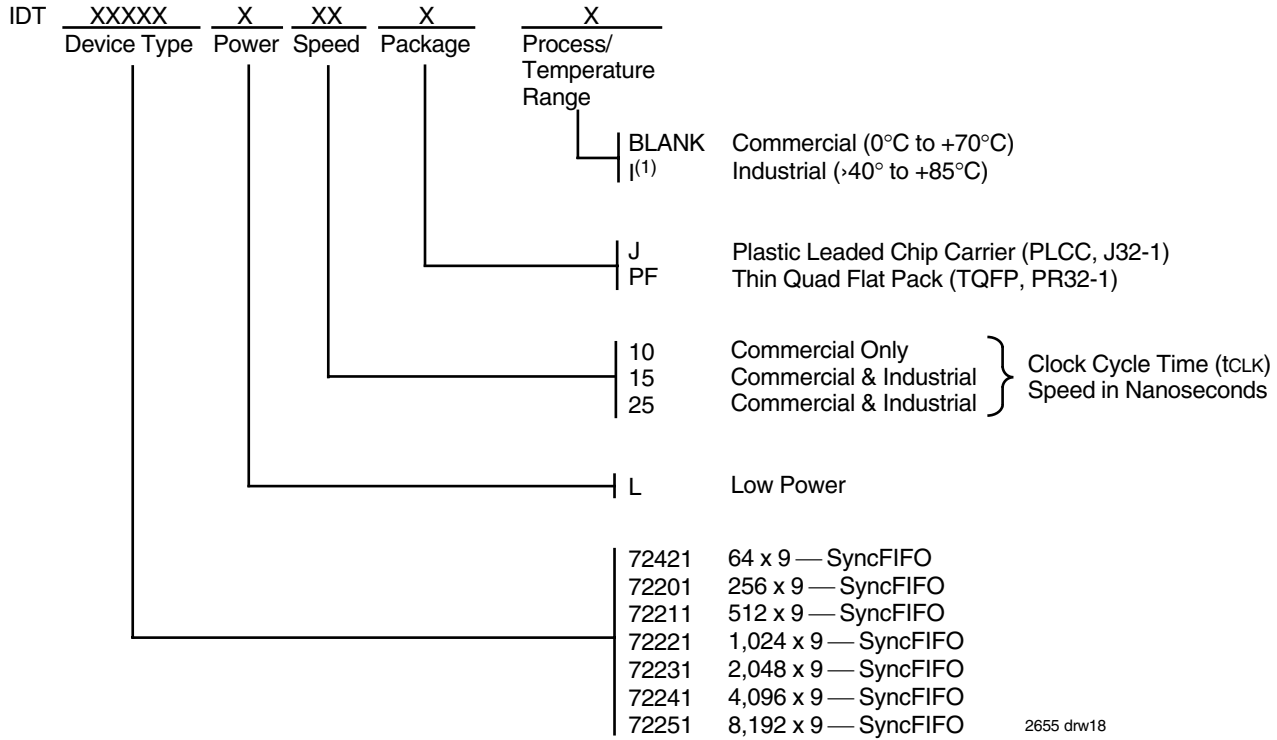 IDT XXXXX X XX X X
Device Type Power Speed Package Process/
Temperature
Range
BLANK Commercial (0°C to +70°C)
I(1) Industrial (›40° to +85°C)
J Plastic Leaded Chip Carrier (PLCC, J32-1)
PF Thin Quad Flat Pack (TQFP, PR32-1)
10 Commercial Only
15 Commercial & Industrial
25 Commercial & Industrial
Clock Cycle Time (tCLK)
Speed in Nanoseconds
L Low Power
72421 64 x 9 — SyncFIFO
72201 256 x 9 — SyncFIFO
72211 512 x 9 — SyncFIFO
72221 1,024 x 9 — SyncFIFO
72231 2,048 x 9 — SyncFIFO
72241 4,096 x 9 — SyncFIFO
72251 8,192 x 9 — SyncFIFO
2655 drw18